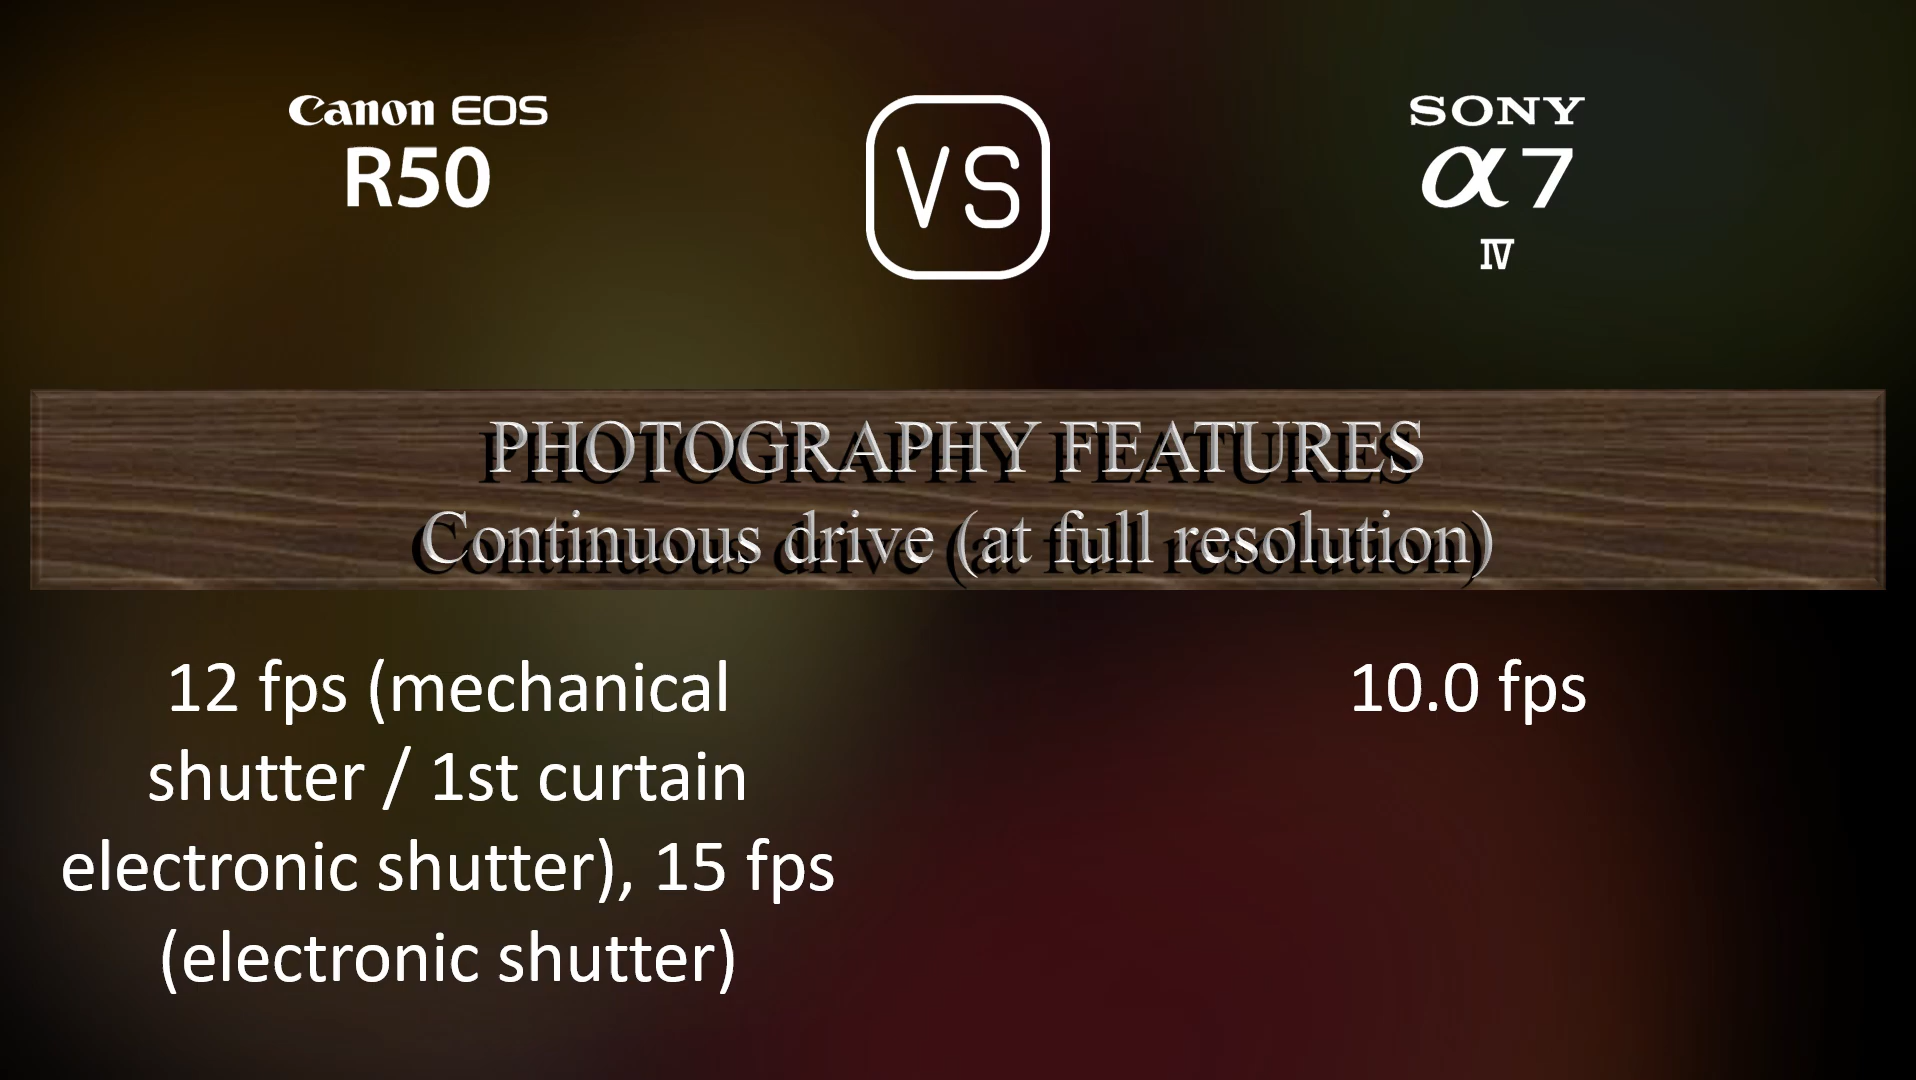 Canon EOS
R50
VS
SONY
α7
IV
PHOTOGRAPHY FEATURES
Continuous drive (at full resolution)
12 fps (mechanical
shutter / 1st curtain
electronic shutter), 15 fps
(electronic shutter)
10.0 fps